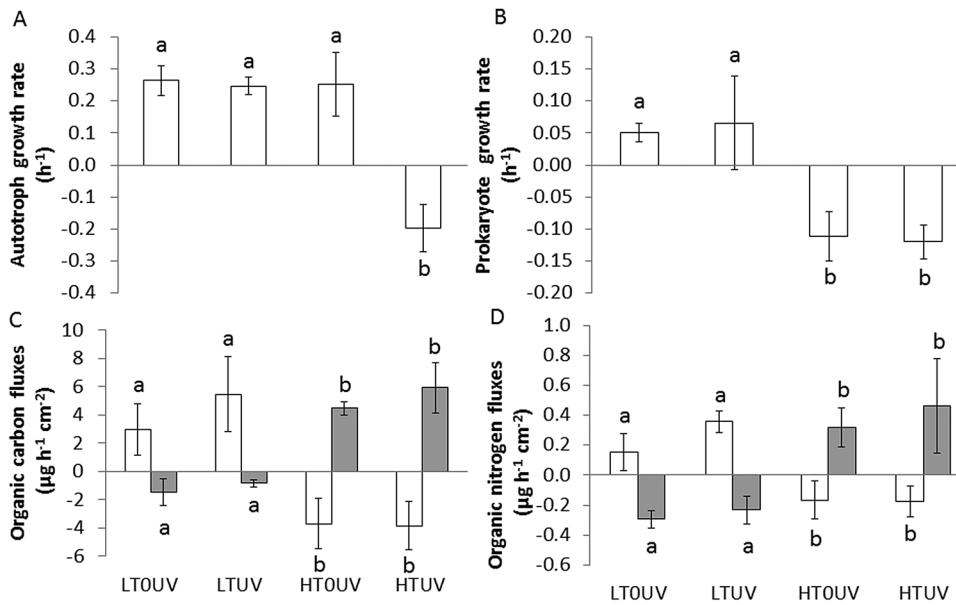 A
Autotroph growth rate
(h-1)
0.4
0.3
0.2
0.1
0.0
-0.1
-0.2
-0.3
-0.4
a
a
a
b
B
Prokaryote growth rate
(h-1)
0.20
0.15
0.10
0.05
0.00
-0.05
-0.10
-0.15
-0.20
a
a
b
b
C
Organic carbon fluxes
(µg h-1 cm-2)
10
8
6
4
2
0
-2
-4
-6
a
a
b
b
a
a
b
b
LT0UV LTUV HT0UV HTUV
D
Organic nitrogen fluxes
(µg h-1 cm-2)
1.0
0.8
0.6
0.4
0.2
0.0
-0.2
-0.4
-0.6
a
a
b
b
a
a
b
b
LT0UV LTUV HT0UV HTUV